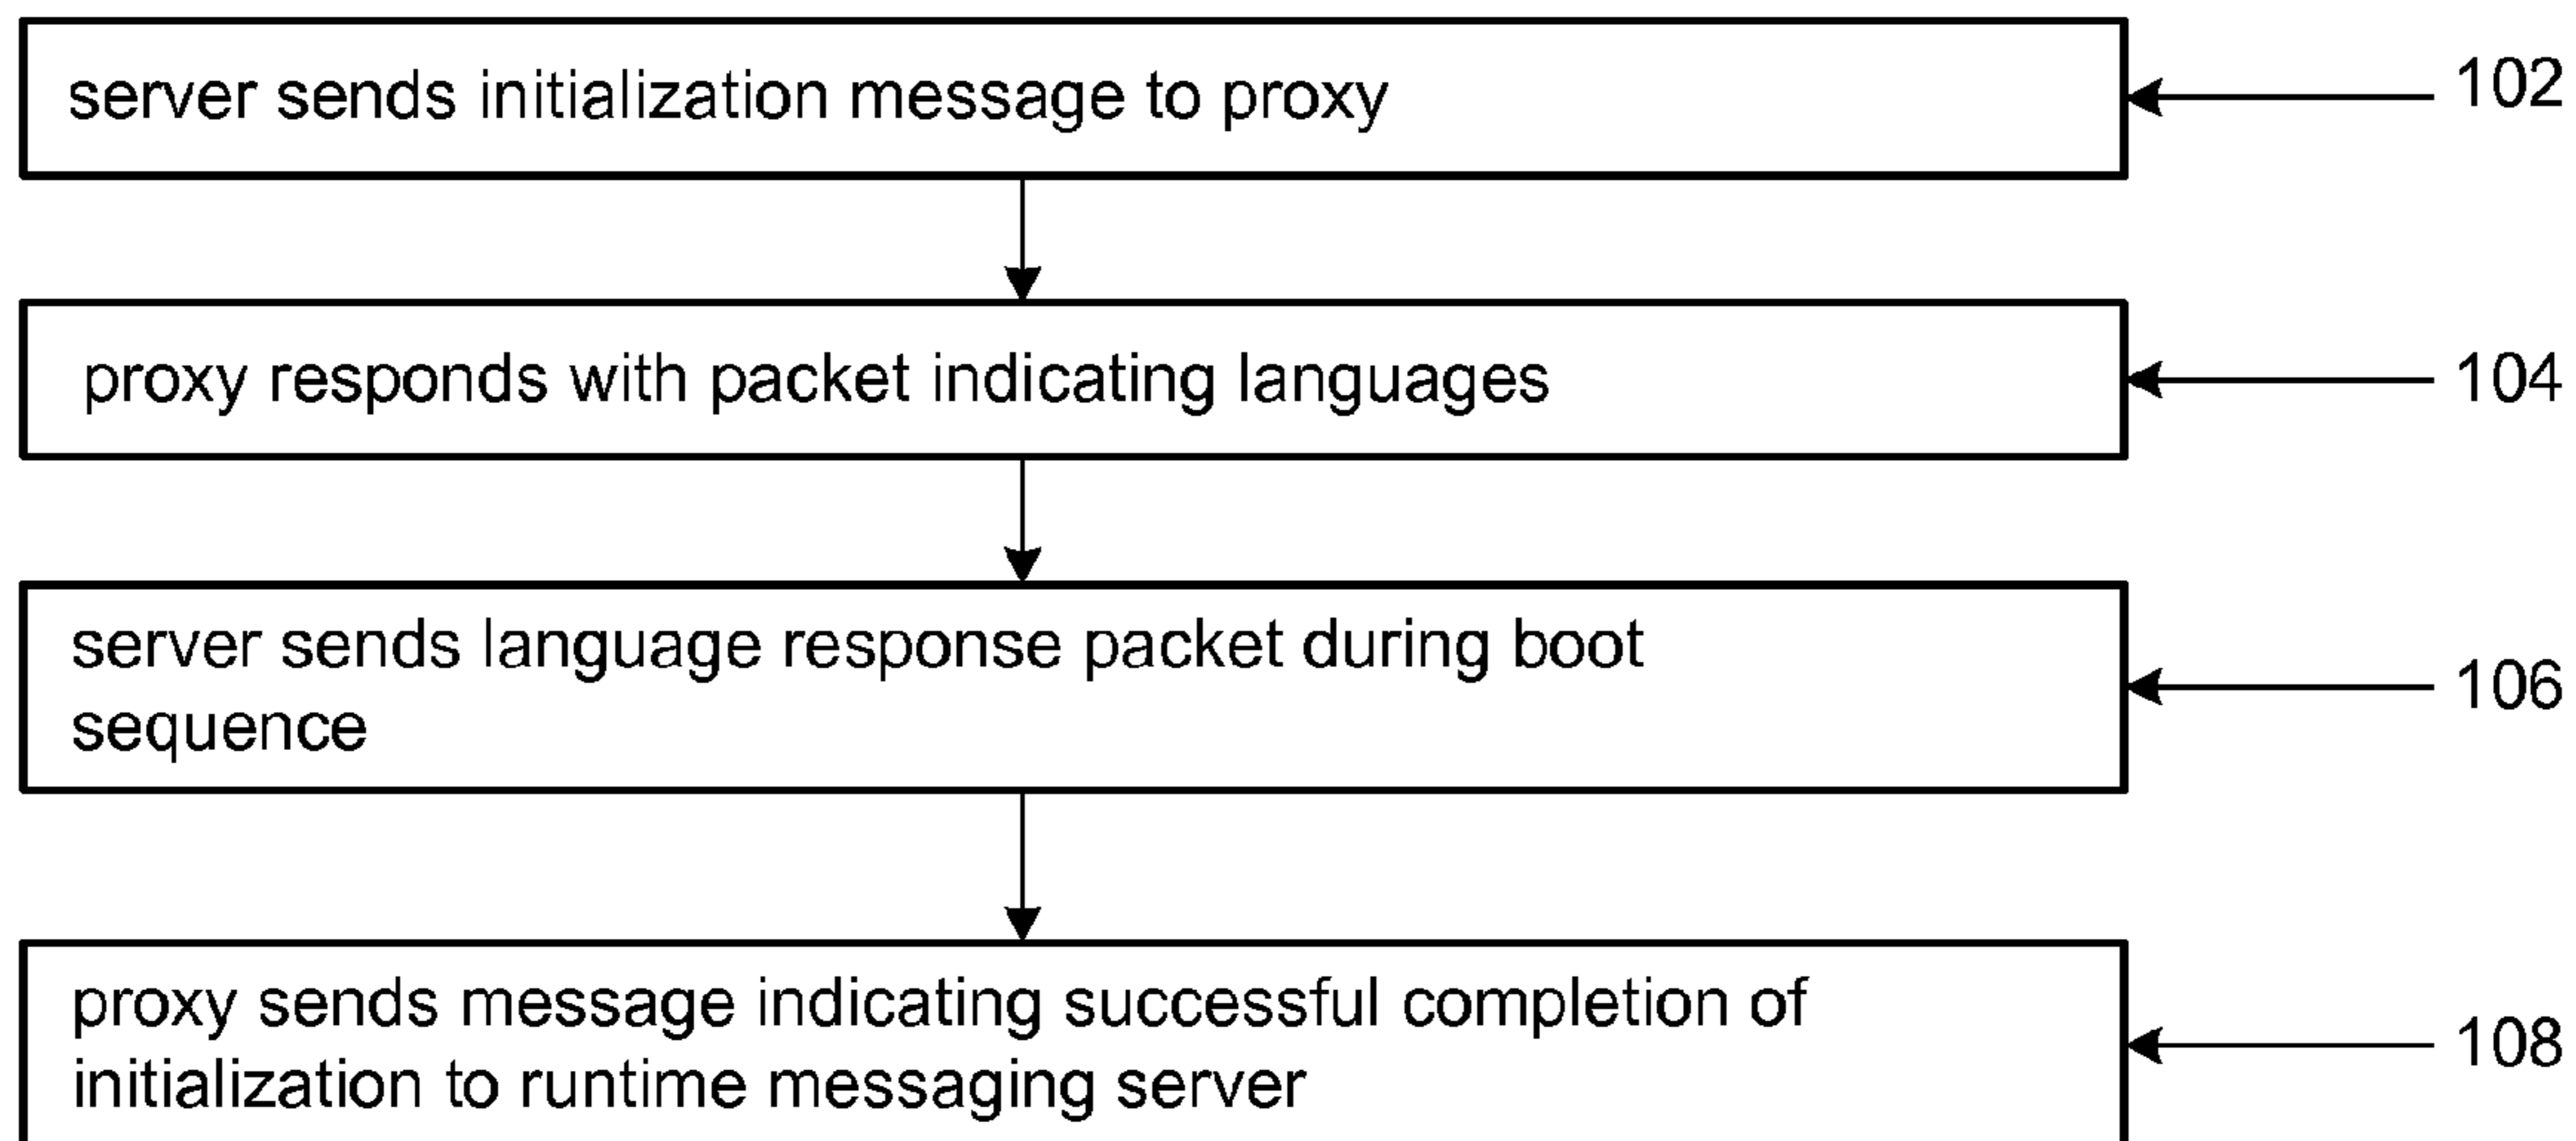 server sends initialization message to proxy
102
proxy responds with packet indicating languages
104
server sends language response packet during boot
sequence
106
proxy sends message indicating successful completion of
initialization to runtime messaging server
108